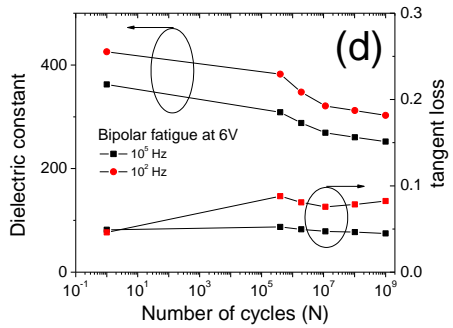 (d)
Dielectric constant
400
200
0
Bipolar fatigue at 6V
10⁵ Hz
10² Hz
0.3
0.2
0.1
0.0
tangent loss
10⁻¹ 10¹ 10³ 10⁵ 10⁷ 10⁹
Number of cycles (N)